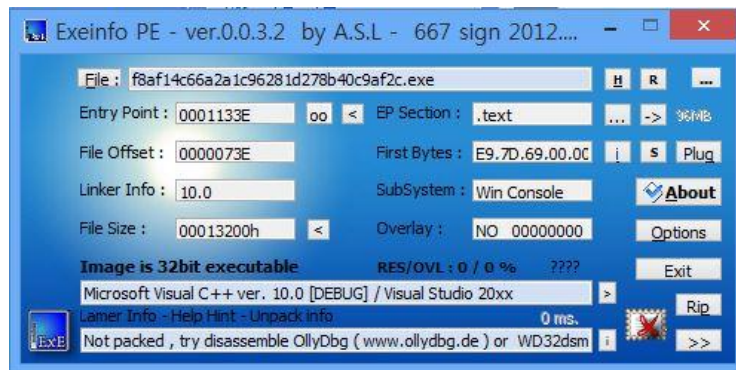 Exeinfo PE - ver.0.0.3.2 by A.S.L - 667 sign 2012....
File : f8af14c66a2a1c96281d278b40c9af2c.exe H R ...
Entry Point : 0001133E oo < EP Section : .text ... -> 96MB
File Offset : 0000073E First Bytes : E9.7D.69.00.00 i S Plug
Linker Info : 10.0 SubSystem : Win Console About
File Size : 00013200h < Overlay : NO 00000000 Options
Image is 32bit executable RES/OVL : 0 / 0 % ???? Exit
Microsoft Visual C++ ver. 10.0 [DEBUG] / Visual Studio 20xx >
Lamer Info - Help Hint - Unpack info 0 ms. Rip
ExE Not packed , try disassemble OllyDbg ( www.ollydbg.de ) or WD32dsm i >>